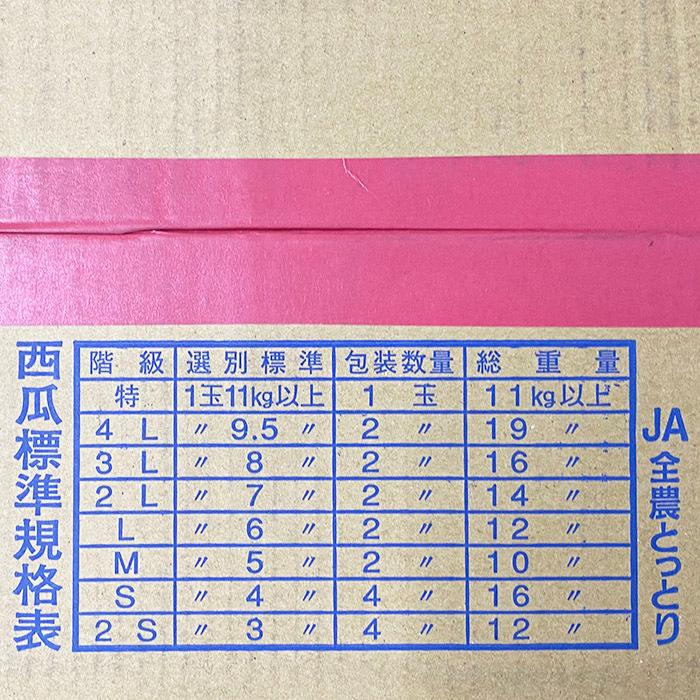 西瓜標準規格表
階級 選別標準 包装数量 総重量
特 1玉11kg以上 1玉 11kg以上
4L 〃 9.5 〃 2 〃 19 〃
3L 〃 8 〃 2 〃 16 〃
2L 〃 7 〃 2 〃 14 〃
L 〃 6 〃 2 〃 12 〃
M 〃 5 〃 2 〃 10 〃
S 〃 4 〃 4 〃 16 〃
2S 〃 3 〃 4 〃 12 〃
JA全農とっとり